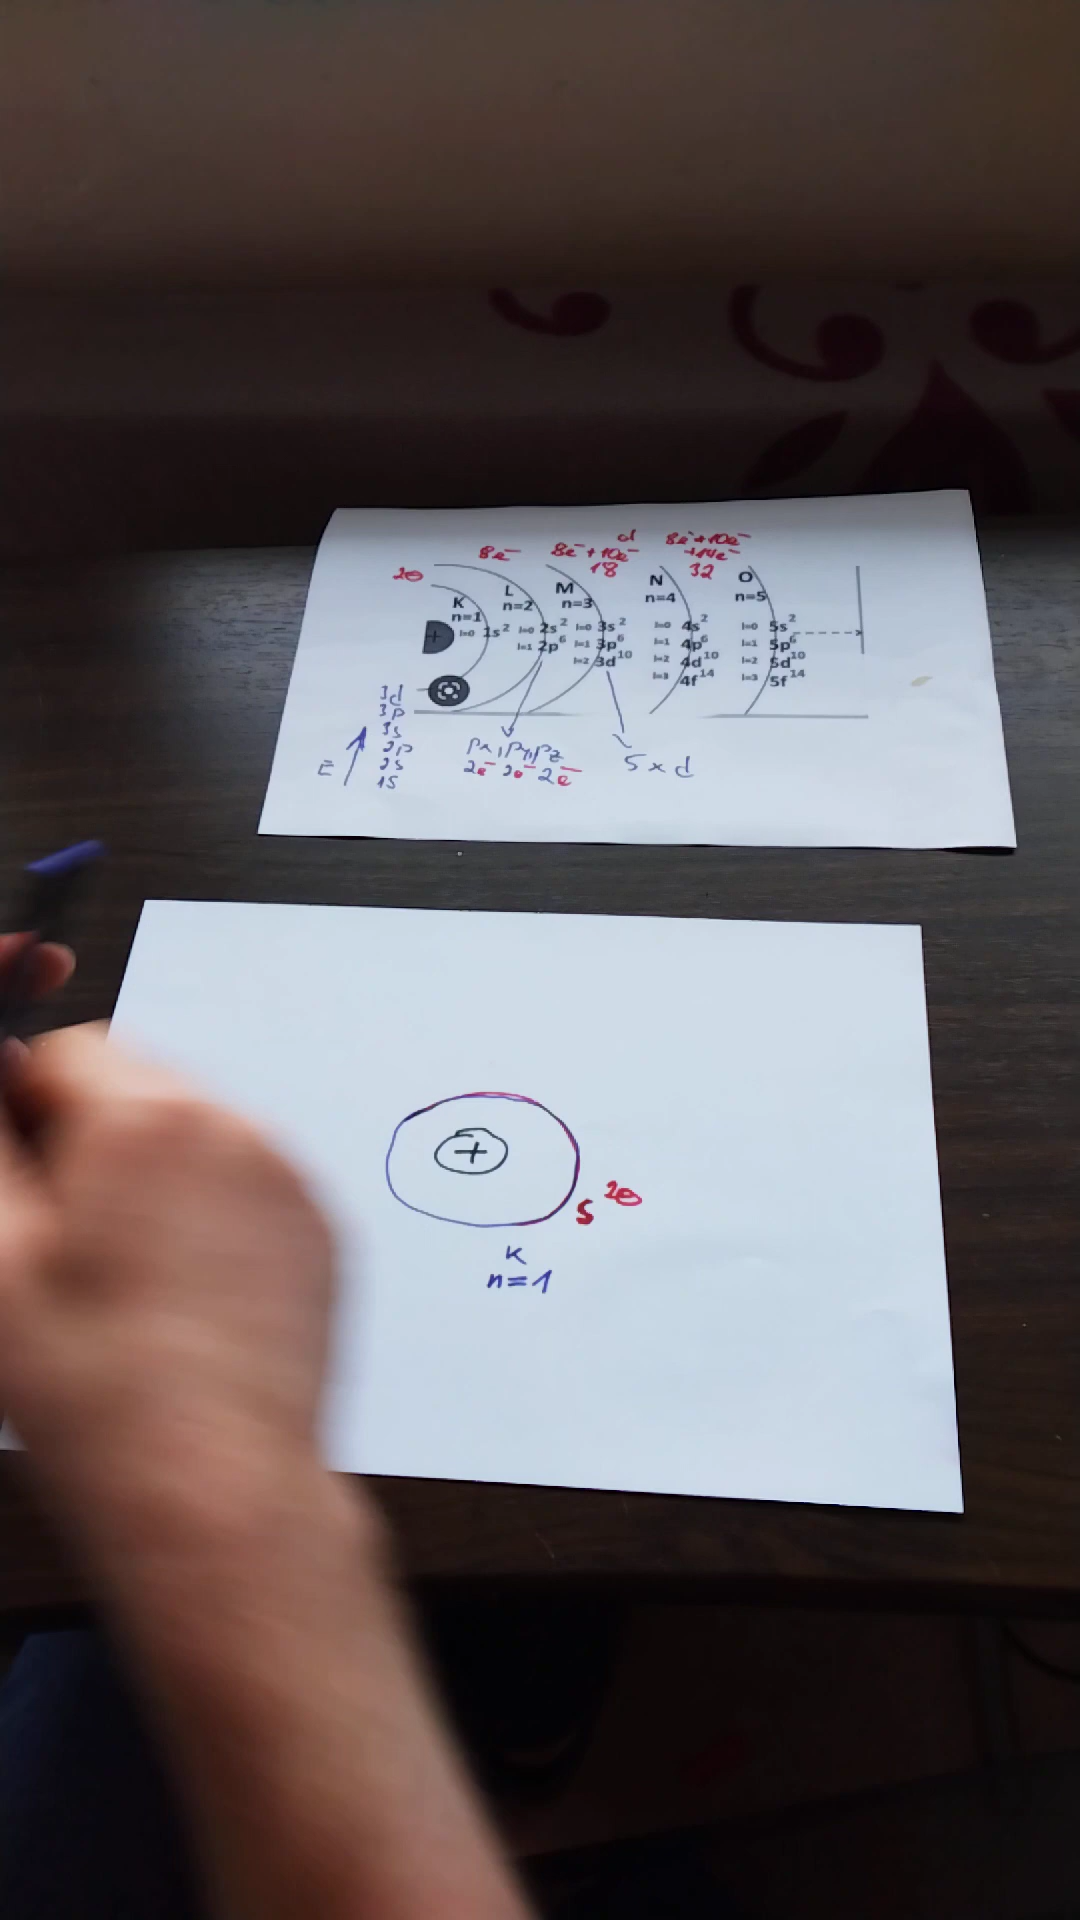 d
8e⁻ 8e⁻+10e⁻ 8e⁻+10e⁻
+14e⁻
2⊖ 18 32
K L M N O
n=1 n=2 n=3 n=4 n=5
+ l=0 1s² l=0 2s² l=0 3s² l=0 4s² l=0 5s²
l=1 2p⁶ l=1 3p⁶ l=1 4p⁶ l=1 5p⁶
l=2 3d¹⁰ l=2 4d¹⁰ l=2 5d¹⁰
l=3 4f¹⁴ l=3 5f¹⁴
3d
3p
3s
2p
2s
1s
E
px, py, pz
2e⁻ 2e⁻ 2e⁻
5 x d
+
s 2⊖
K
n=1